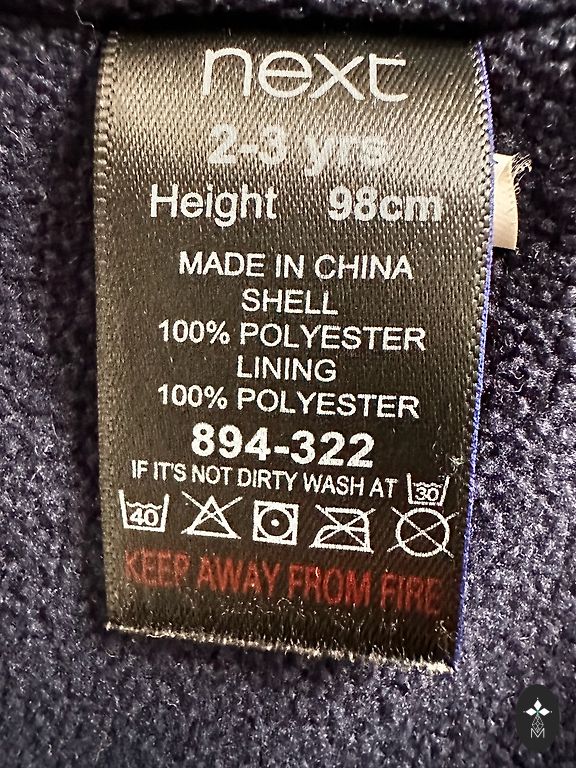 next
2-3 yrs
Height 98cm
MADE IN CHINA
SHELL
100% POLYESTER
LINING
100% POLYESTER
894-322
IF IT'S NOT DIRTY WASH AT 30
40
KEEP AWAY FROM FIRE
M